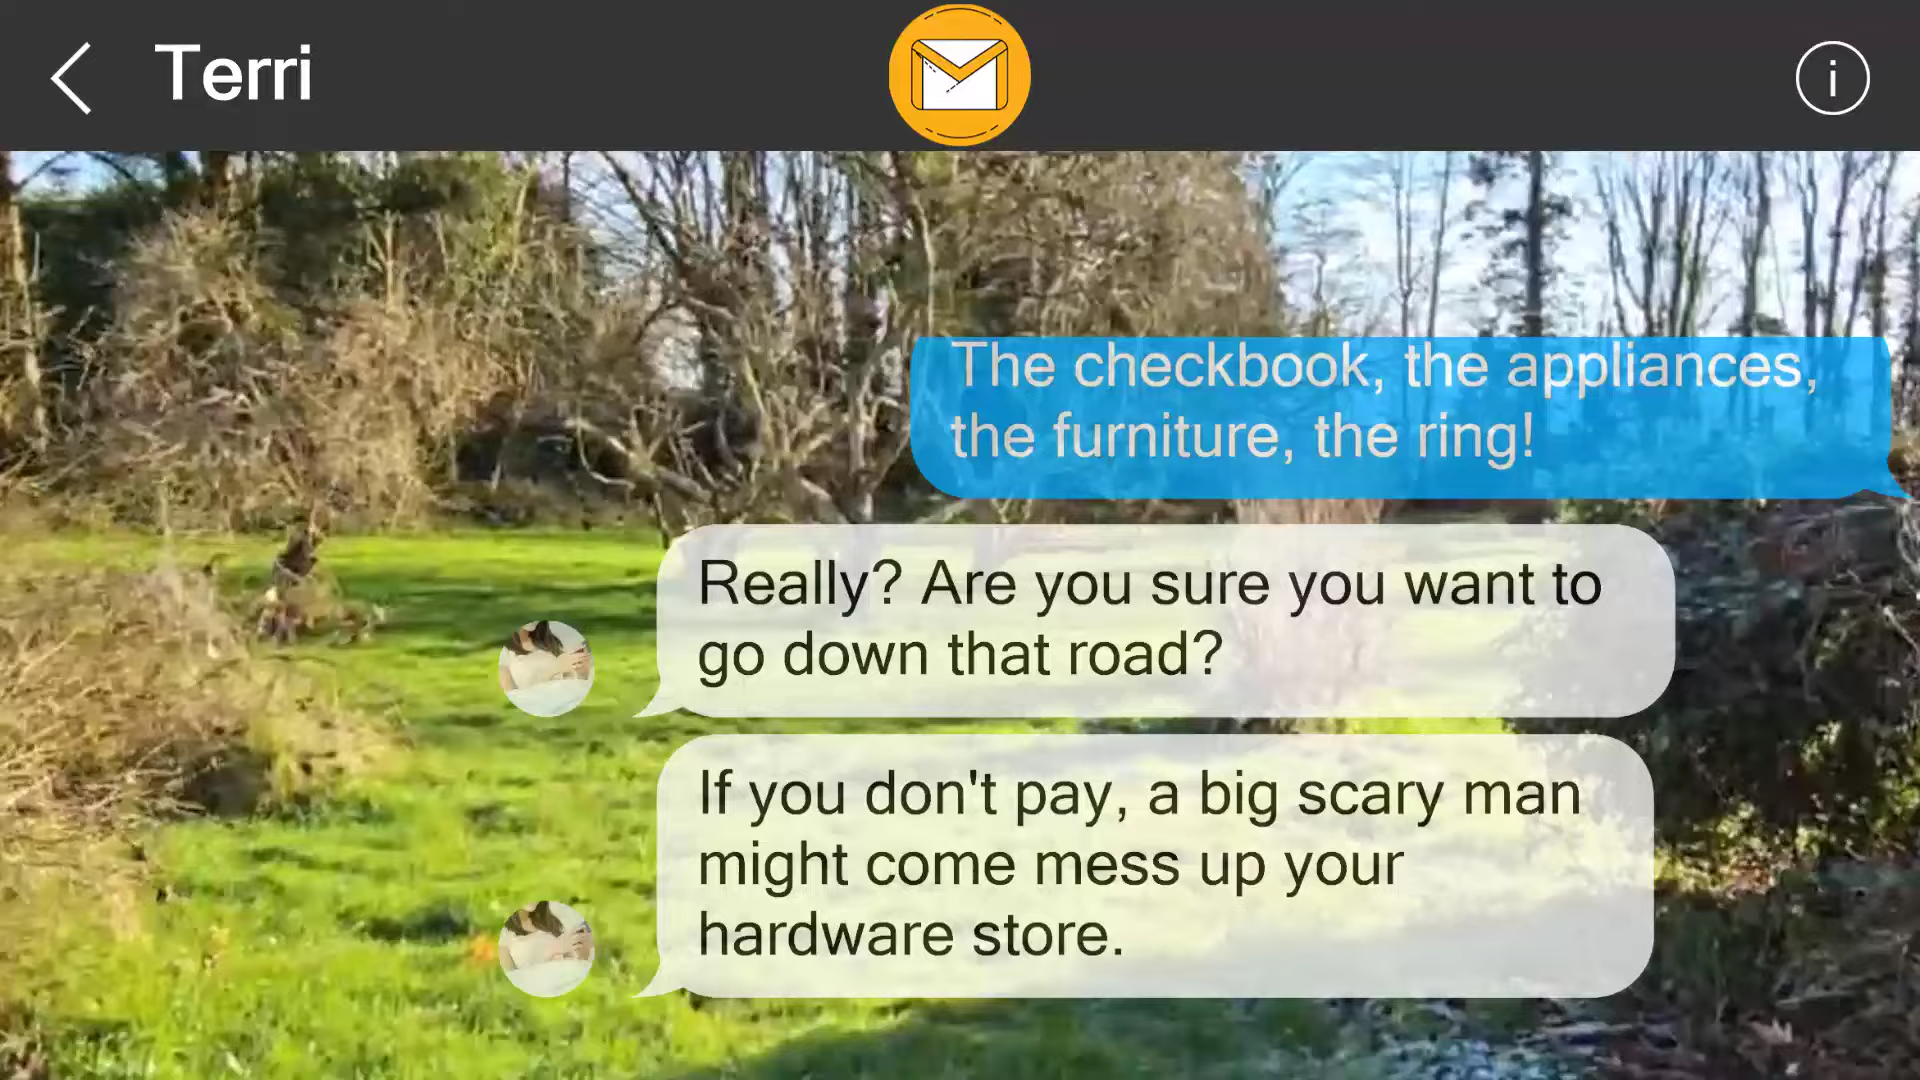 Terri
i
The checkbook, the appliances,
the furniture, the ring!
Really? Are you sure you want to
go down that road?
If you don't pay, a big scary man
might come mess up your
hardware store.